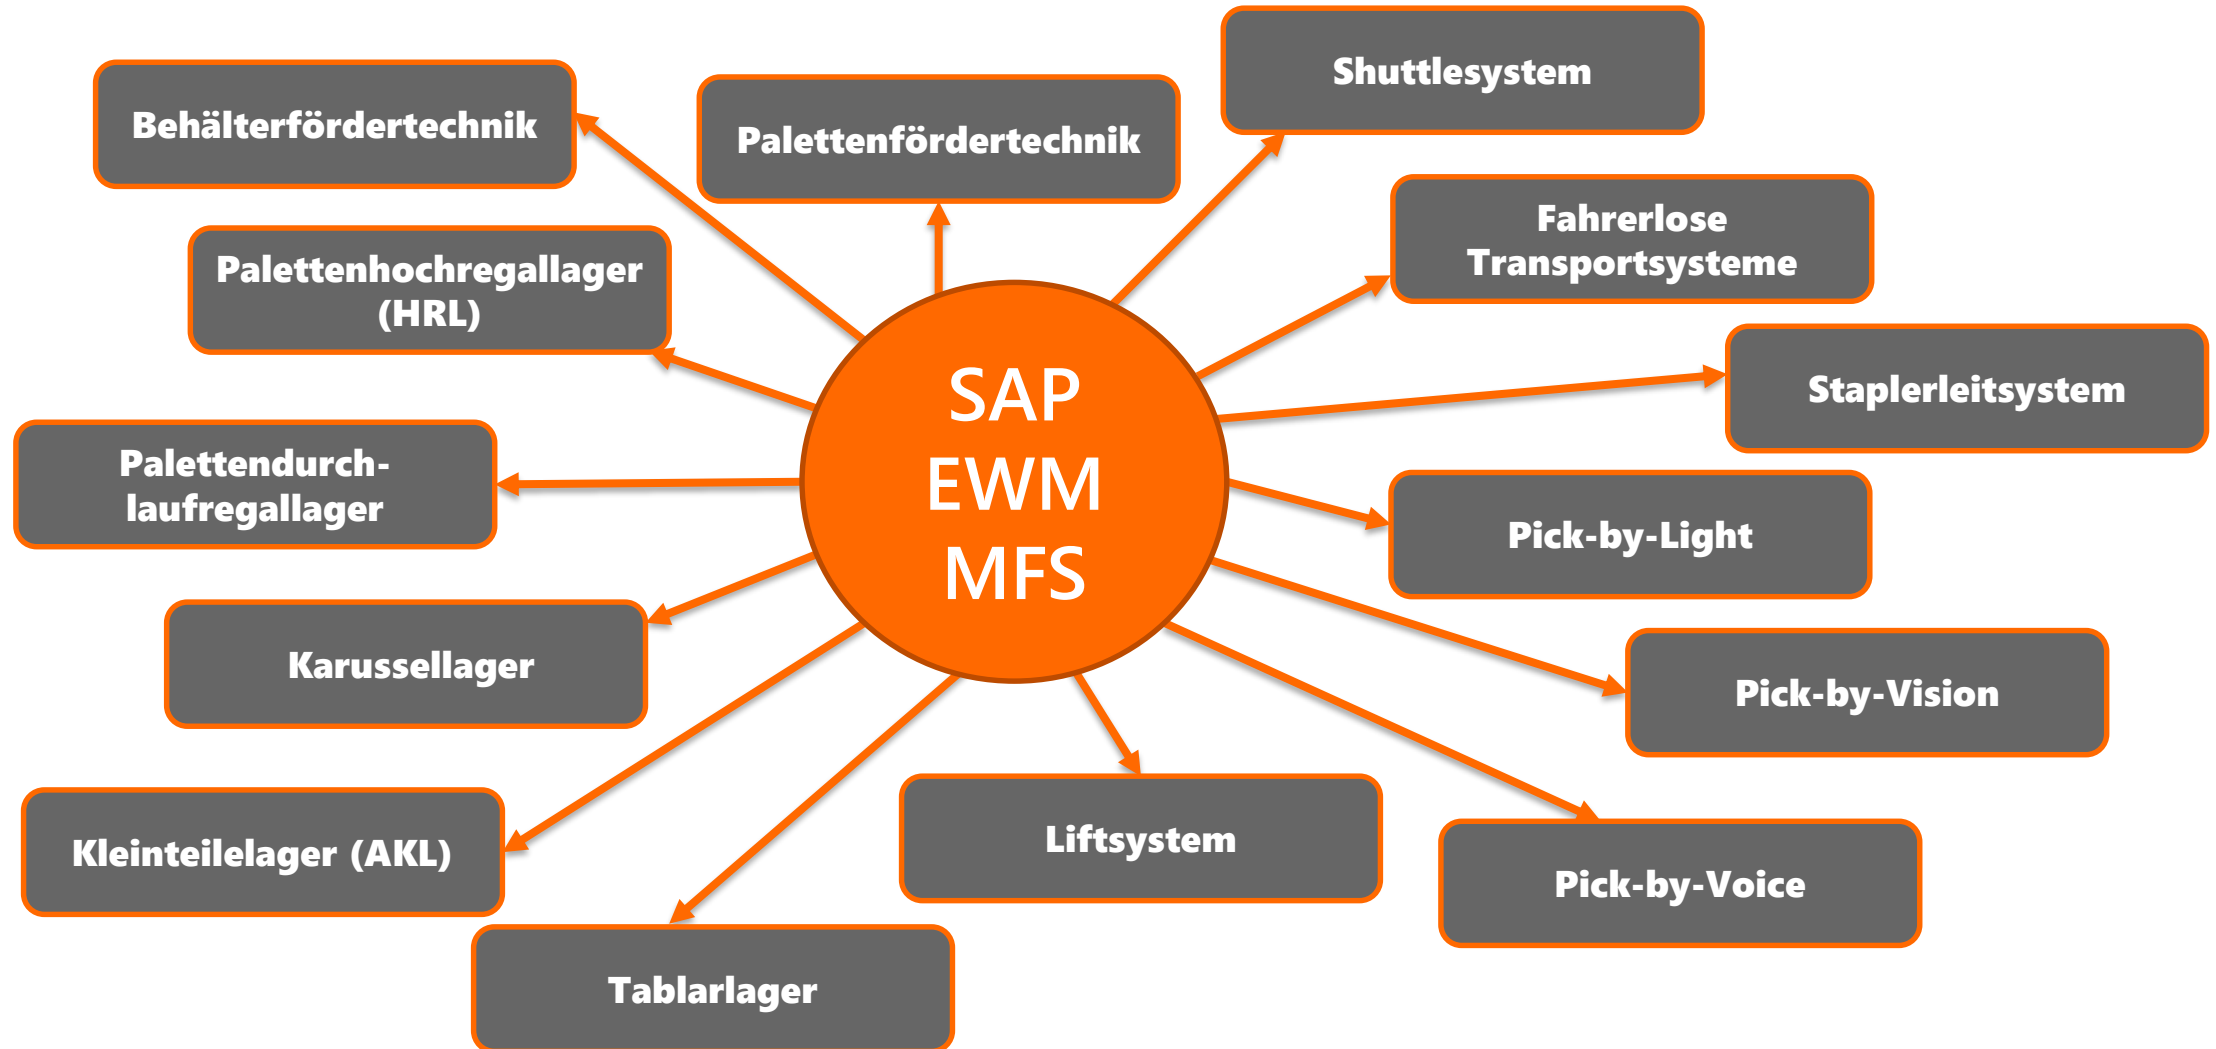 Shuttlesystem
Behälterfördertechnik
Palettenfördertechnik
Fahrerlose
Transportsysteme
Palettenhochregallager
(HRL)
SAP
EWM
MFS
Staplerleitsystem
Palettendurch-
laufregallager
Pick-by-Light
Karussellager
Pick-by-Vision
Kleinteilelager (AKL)
Liftsystem
Pick-by-Voice
Tablarlager